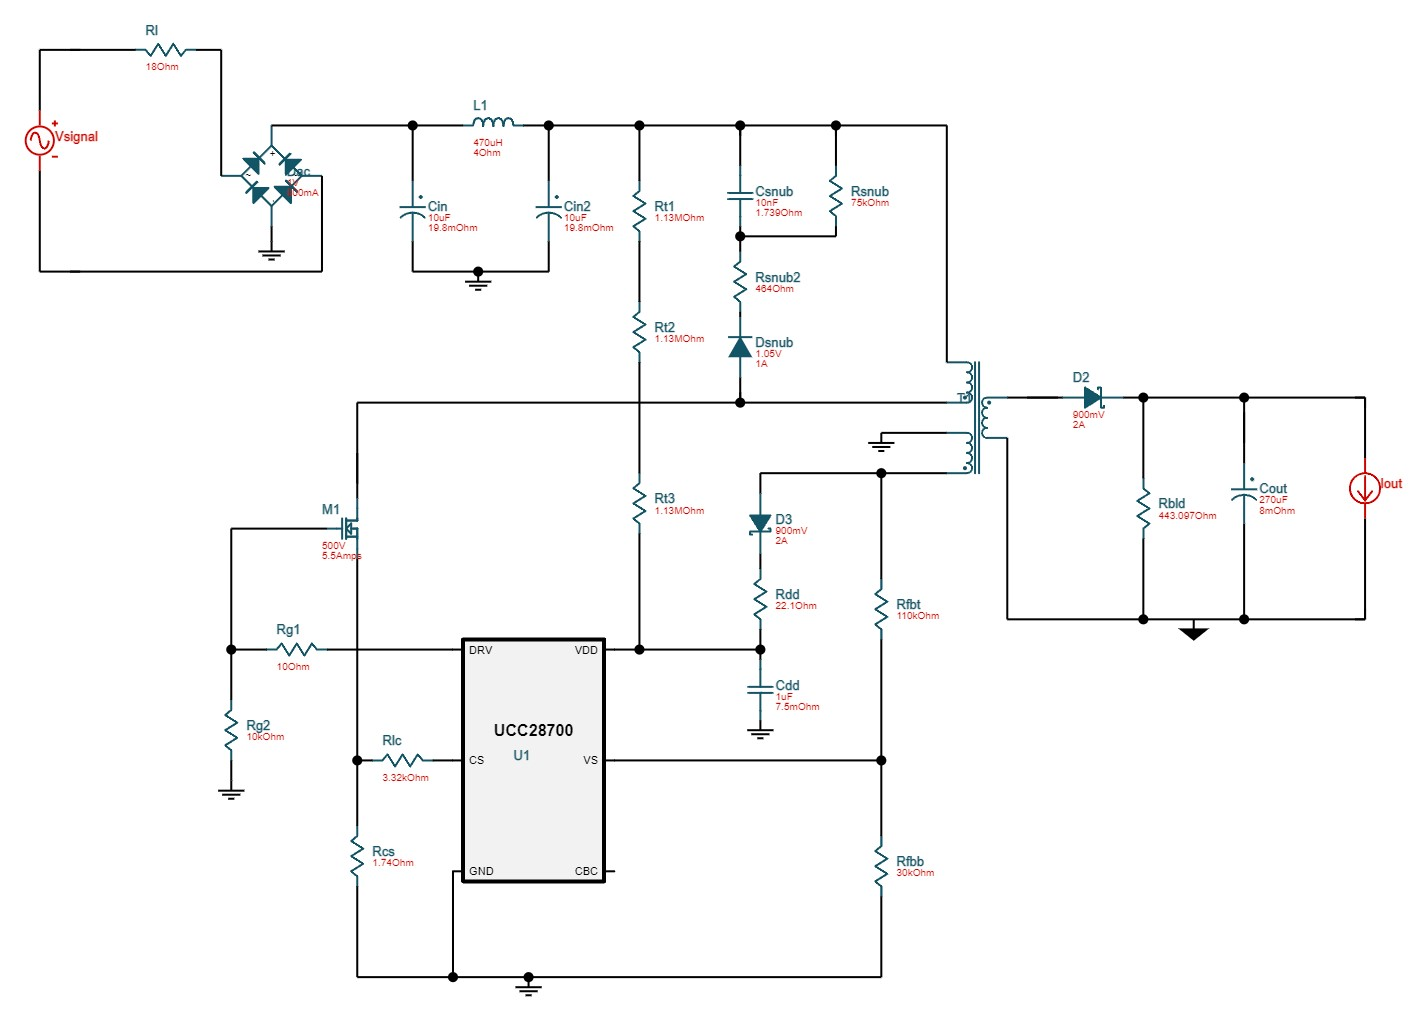 RI
18Ohm
Vsignal
+
-
L1
470uH
4Ohm
Cin
10uF
19.8mOhm
Cin2
10uF
19.8mOhm
Rt1
1.13MOhm
Csnub
10nF
1.739Ohm
Rsnub
75kOhm
Rsnub2
464Ohm
Rt2
1.13MOhm
Dsnub
1.05V
1A
D2
900mV
2A
Rt3
1.13MOhm
M1
500V
5.5Amps
D3
900mV
2A
Rbld
443.097Ohm
Cout
270uF
8mOhm
Iout
Rdd
22.1Ohm
Rfbt
110kOhm
Rg1
10Ohm
DRV
VDD
Cdd
1uF
7.5mOhm
Rg2
10kOhm
UCC28700
U1
Rlc
3.32kOhm
CS
VS
Rcs
1.74Ohm
GND
CBC
Rfbb
30kOhm